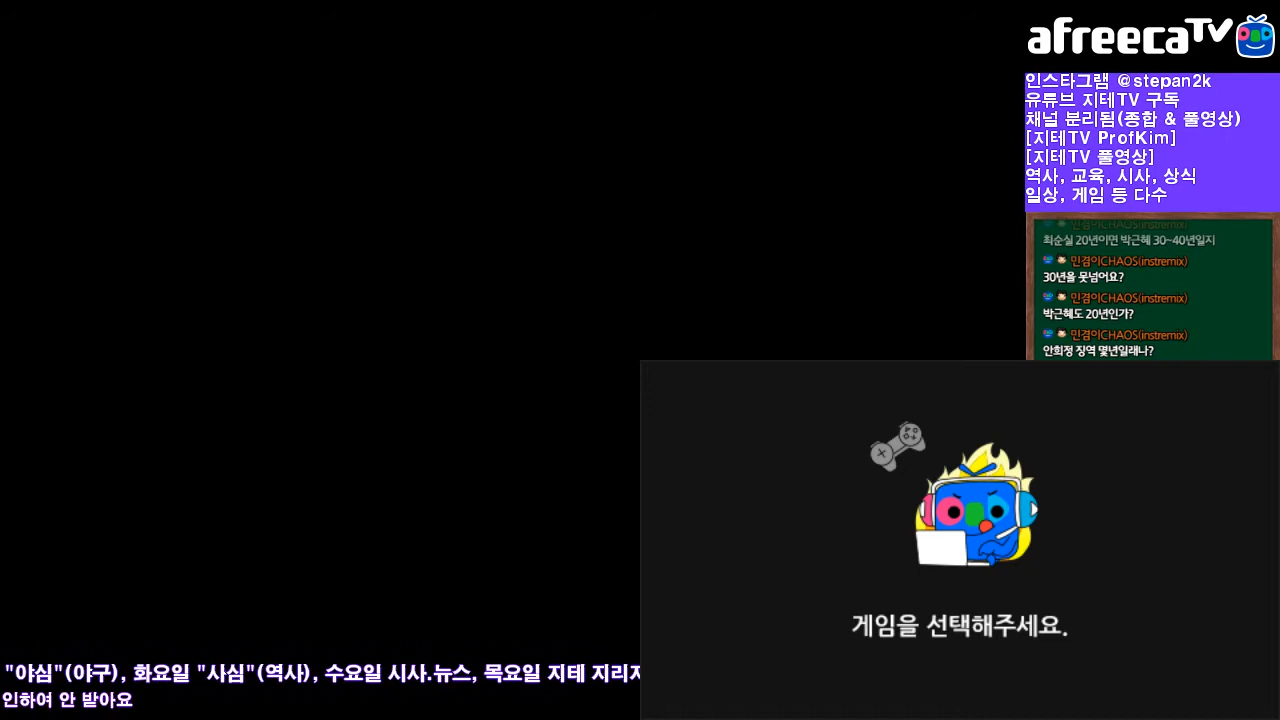 afreecaTV
인스타그램 @stepan2k
유튜브 지테TV 구독
채널 분리됨(종합 & 풀영상)
[지테TV ProfKim]
[지테TV 풀영상]
역사, 교육, 시사, 상식
일상, 게임 등 다수
민겸이CHAOS(instremix)
최순실 20년이면 박근혜 30~40년일지
민겸이CHAOS(instremix)
30년을 못넘어요?
민겸이CHAOS(instremix)
박근혜도 20년인가?
민겸이CHAOS(instremix)
안희정 징역 몇년일래나?
게임을 선택해주세요.
"야심"(야구), 화요일 "사심"(역사), 수요일 시사.뉴스, 목요일 지테 지리
인하여 안 받아요